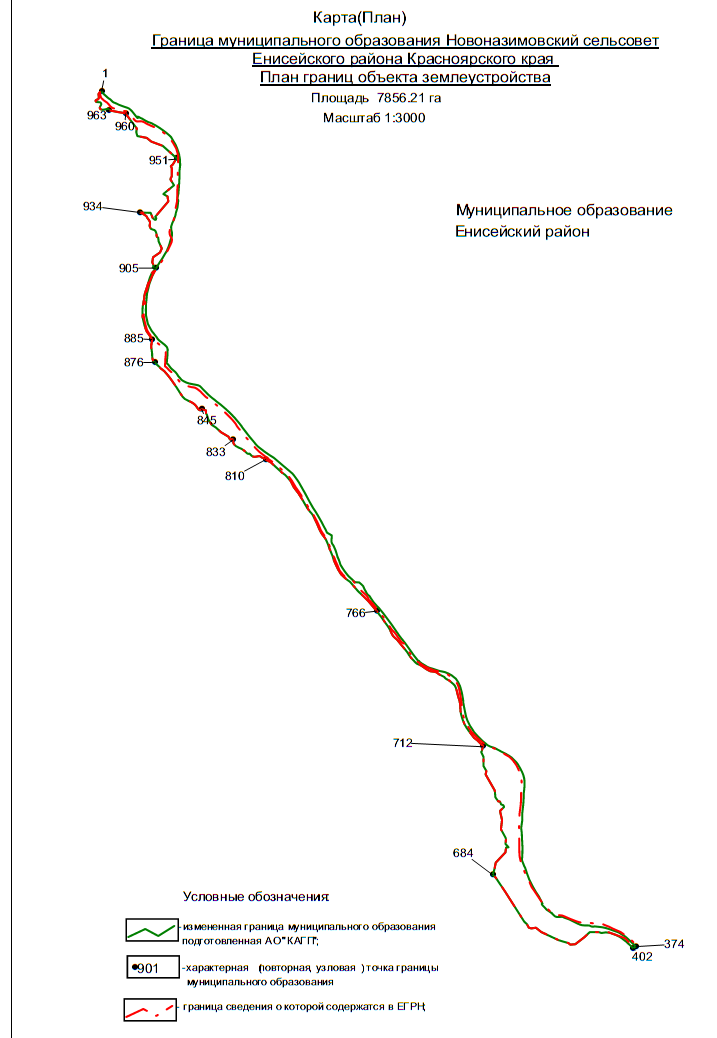 Карта(План)
Граница муниципального образования Новоназимовский сельсовет
Енисейского района Красноярского края
План границ объекта землеустройства
Площадь 7856.21 га
Масштаб 1:3000
1
963
960
951
934
Муниципальное образование
Енисейский район
905
885
876
845
833
810
766
712
684
374
402
Условные обозначения:
- измененная граница муниципального образования
подготовленная АО"КАГП";
901
-характерная (повторная, узловая ) точка границы
муниципального образования
- граница сведения о которой содержатся в ЕГРН;